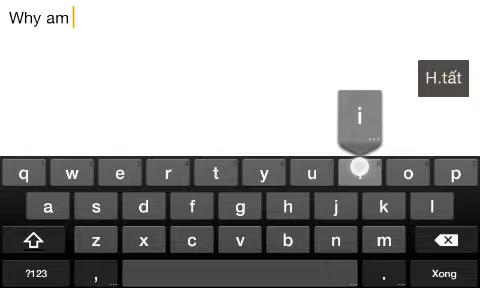 Why am
H.tất
i
q w e r t y u i o p
a s d f g h j k l
z x c v b n m
?123 , . Xong